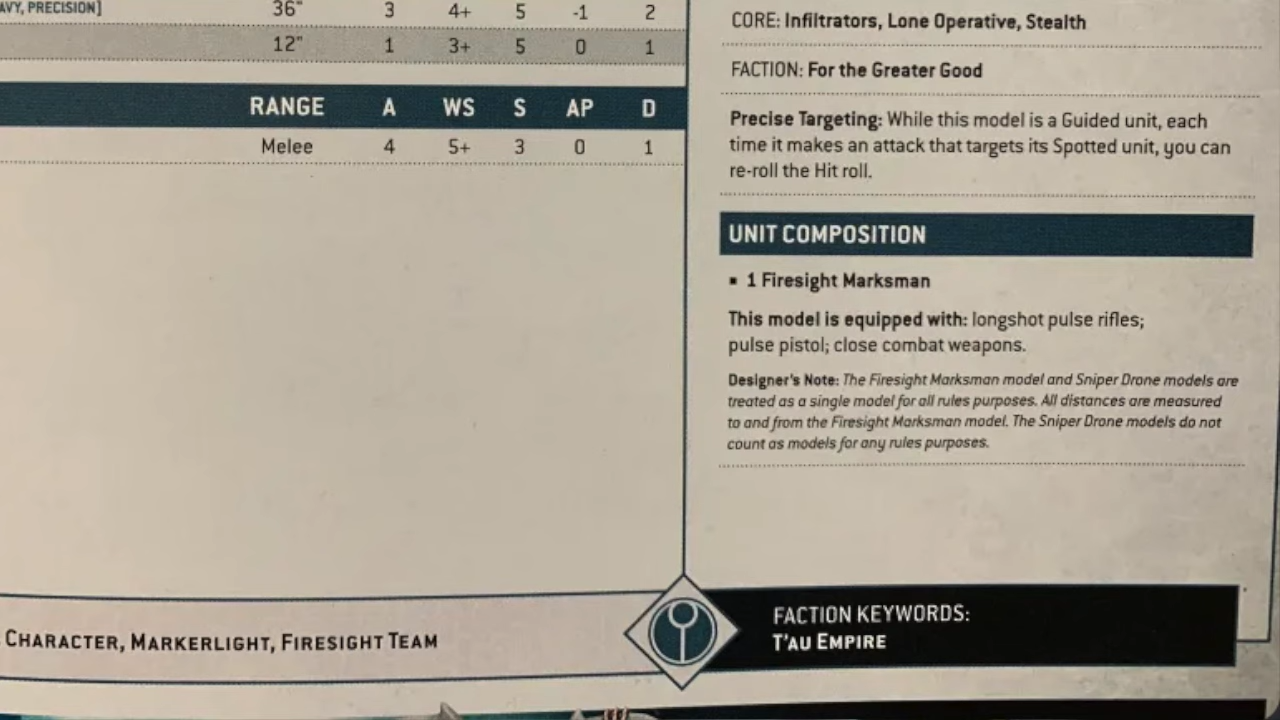 AVY, PRECISION] 36" 3 4+ 5 -1 2
12" 1 3+ 5 0 1
RANGE A WS S AP D
Melee 4 5+ 3 0 1
CHARACTER, MARKERLIGHT, FIRESIGHT TEAM
CORE: Infiltrators, Lone Operative, Stealth
FACTION: For the Greater Good
Precise Targeting: While this model is a Guided unit, each
time it makes an attack that targets its Spotted unit, you can
re-roll the Hit roll.
UNIT COMPOSITION
▪ 1 Firesight Marksman
This model is equipped with: longshot pulse rifles;
pulse pistol; close combat weapons.
Designer's Note: The Firesight Marksman model and Sniper Drone models are
treated as a single model for all rules purposes. All distances are measured
to and from the Firesight Marksman model. The Sniper Drone models do not
count as models for any rules purposes.
FACTION KEYWORDS:
T'AU EMPIRE